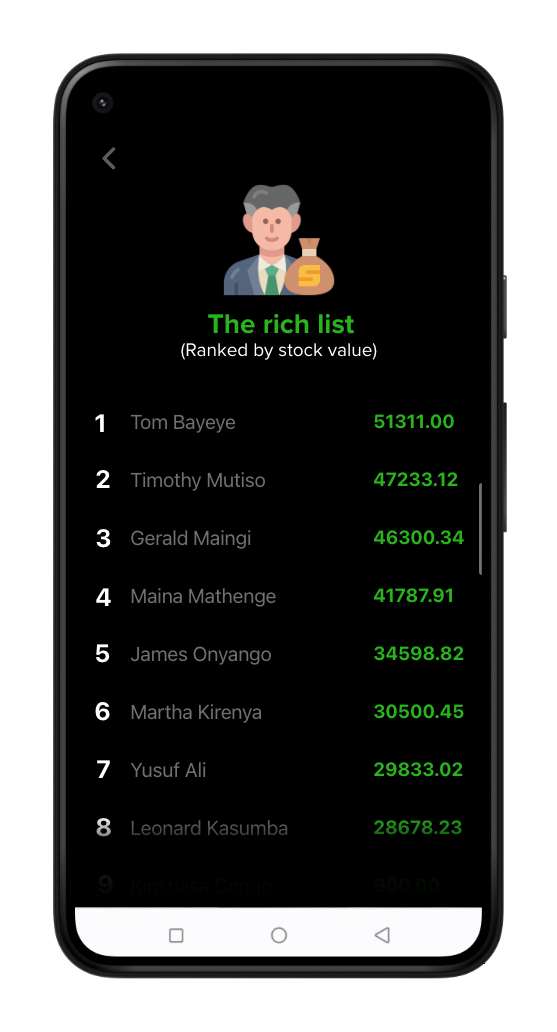 The rich list
(Ranked by stock value)
1 Tom Bayeye 51311.00
2 Timothy Mutiso 47233.12
3 Gerald Maingi 46300.34
4 Maina Mathenge 41787.91
5 James Onyango 34598.82
6 Martha Kirenya 30500.45
7 Yusuf Ali 29833.02
8 Leonard Kasumba 28678.23
9 Kinshasa Congo 900.00